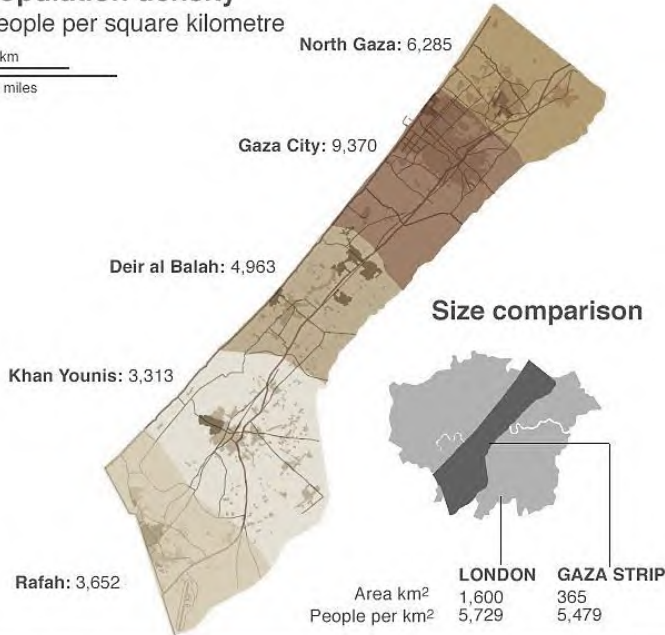 people per square kilometre
km
miles
North Gaza: 6,285
Gaza City: 9,370
Deir al Balah: 4,963
Khan Younis: 3,313
Rafah: 3,652
Size comparison
LONDON GAZA STRIP
Area km² 1,600 365
People per km² 5,729 5,479